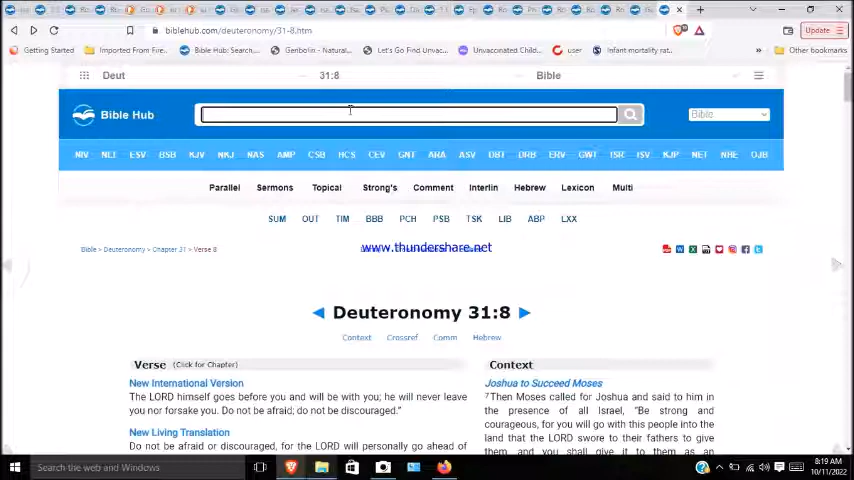 biblehub.com/deuteronomy/31-8.htm
Update
Getting Started
Imported From Fire...
Bible Hub: Search,...
Genbolin - Natural...
Let's Go Find Unvac...
Unvaccinated Child...
user
Infant mortality rat...
Other bookmarks
Deut 31:8 Bible
Bible Hub
Bible
NIV NLT ESV BSB KJV NKJ NAS AMP CSB HCS CEV GNT ARA ASV DBT DRB ERV GWT ISR ISV KJP NET NHE OJB
Parallel Sermons Topical Strong's Comment Interlin Hebrew Lexicon Multi
SUM OUT TIM BBB PCH PSB TSK LIB ABP LXX
Bible > Deuteronomy > Chapter 31 > Verse 8
www.thundershare.net
Deuteronomy 31:8
Context Crossref Comm Hebrew
Verse (Click for Chapter)
New International Version
The LORD himself goes before you and will be with you; he will never leave
you nor forsake you. Do not be afraid; do not be discouraged."
New Living Translation
Do not be afraid or discouraged, for the LORD will personally go ahead of
Context
Joshua to Succeed Moses
7Then Moses called for Joshua and said to him in
the presence of all Israel, "Be strong and
courageous, for you will go with this people into the
land that the LORD swore to their fathers to give
them, and you shall give it to them as an
Search the web and Windows
8:19 AM
10/11/2022